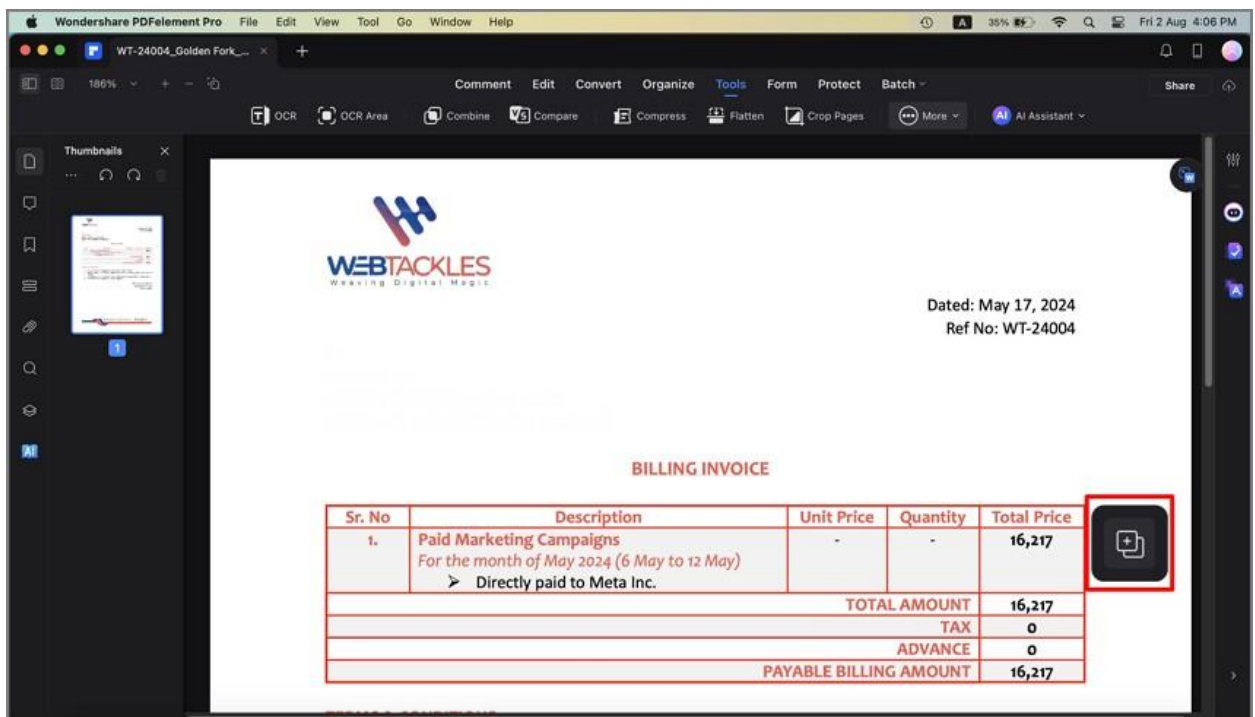 Wondershare PDFelement Pro File Edit View Tool Go Window Help A 35% Fri 2 Aug 4:06 PM
WT-24004_Golden Fork_... × +
186% + − Comment Edit Convert Organize Tools Form Protect Batch Share
T OCR OCR Area Combine Compare Compress Flatten Crop Pages More AI AI Assistant
Thumbnails ×
...
1
AI
WEBTACKLES
Weaving Digital Magic
Dated: May 17, 2024
Ref No: WT-24004
BILLING INVOICE
Sr. No Description Unit Price Quantity Total Price
1. Paid Marketing Campaigns - - 16,217
For the month of May 2024 (6 May to 12 May)
➢ Directly paid to Meta Inc.
TOTAL AMOUNT 16,217
TAX 0
ADVANCE 0
PAYABLE BILLING AMOUNT 16,217